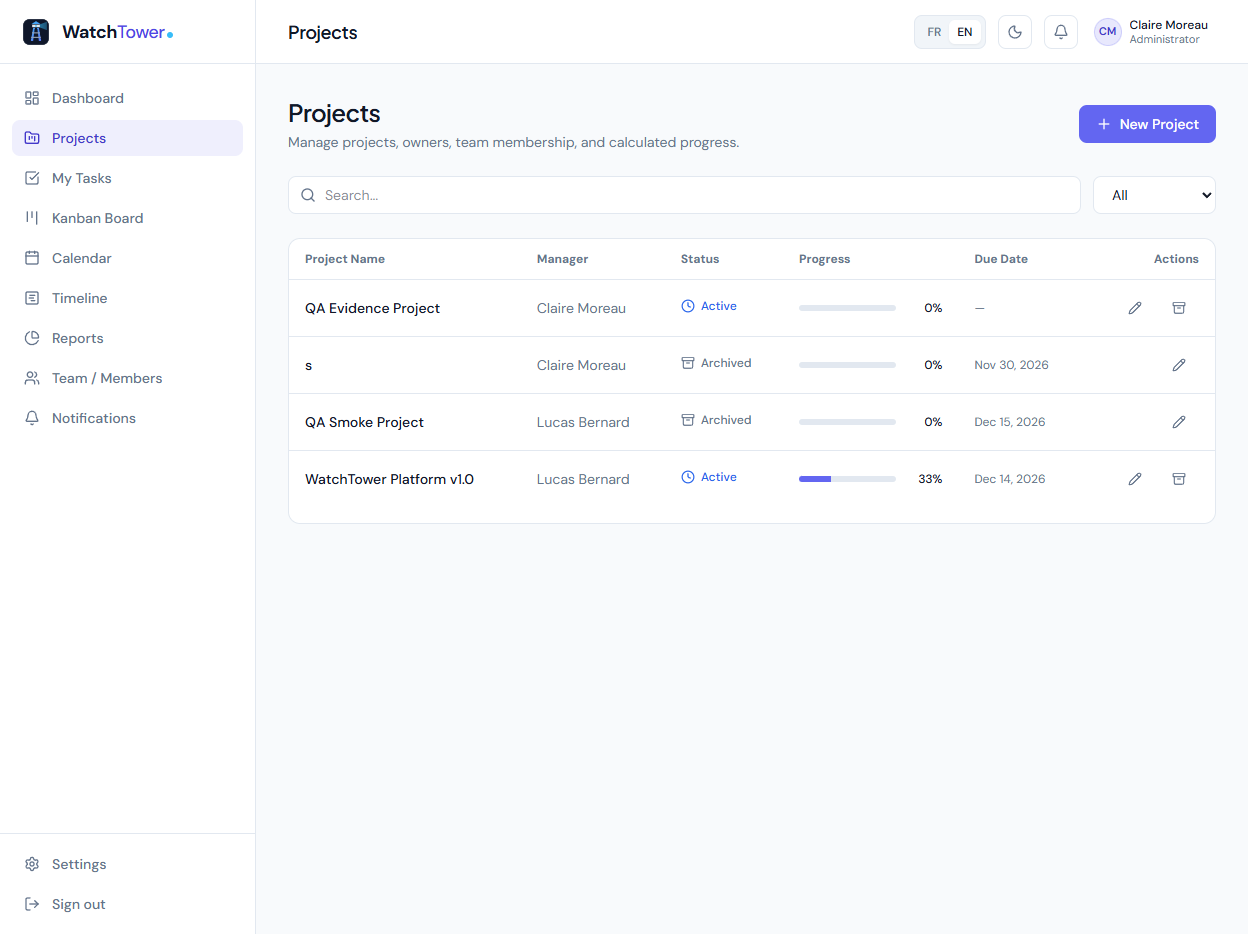 WatchTower
Projects
FR EN
CM
Claire Moreau
Administrator
Dashboard
Projects
My Tasks
Kanban Board
Calendar
Timeline
Reports
Team / Members
Notifications
Settings
Sign out
Projects
Manage projects, owners, team membership, and calculated progress.
+ New Project
Search...
All
Project Name Manager Status Progress Due Date Actions
QA Evidence Project Claire Moreau Active 0% —
s Claire Moreau Archived 0% Nov 30, 2026
QA Smoke Project Lucas Bernard Archived 0% Dec 15, 2026
WatchTower Platform v1.0 Lucas Bernard Active 33% Dec 14, 2026